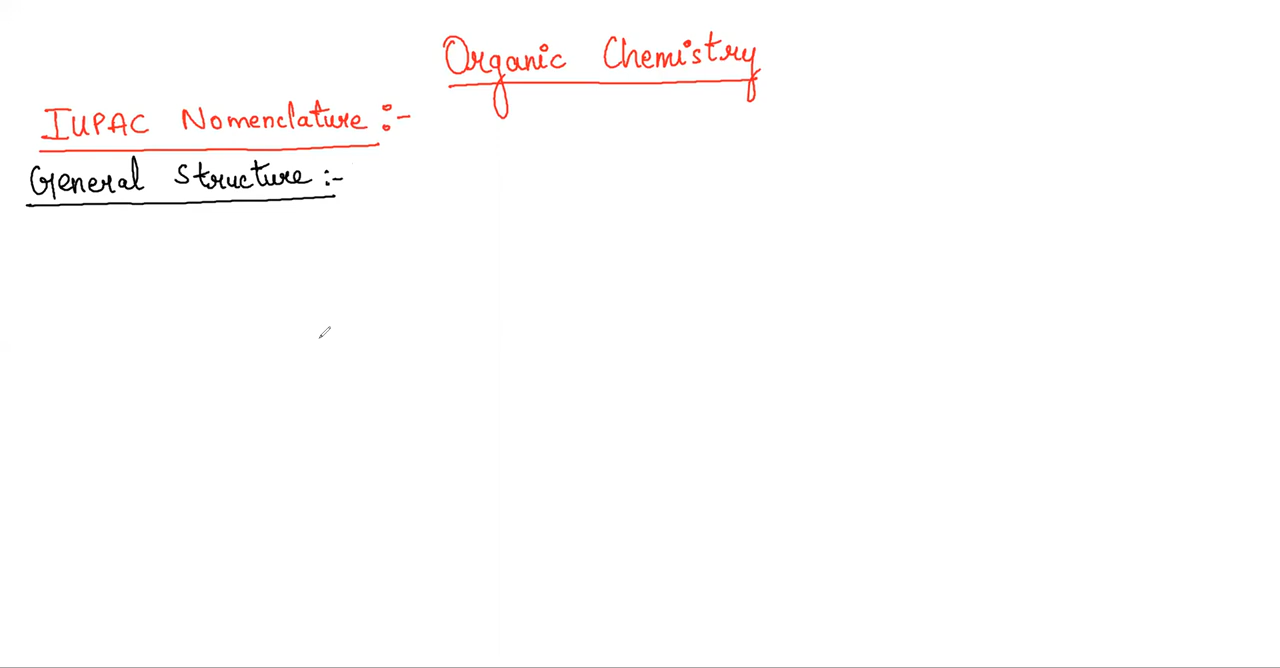 Organic Chemistry
IUPAC Nomenclature :-
General Structure :-